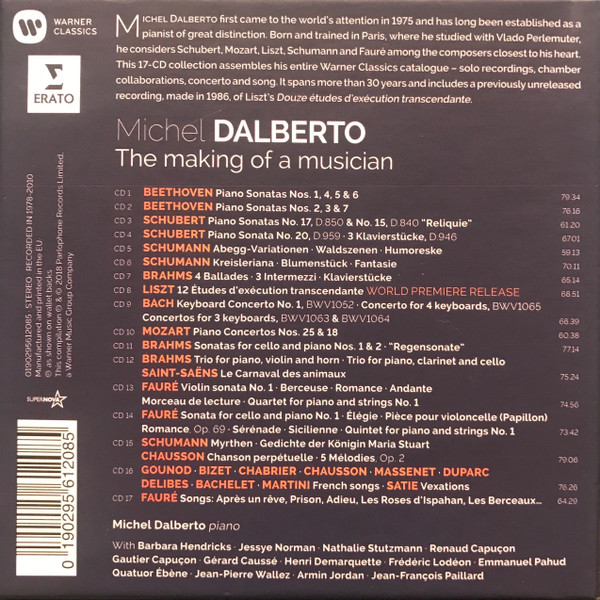 WARNER
CLASSICS
ERATO
MICHEL DALBERTO first came to the world's attention in 1975 and has long been established as a
pianist of great distinction. Born and trained in Paris, where he studied with Vlado Perlemuter,
he considers Schubert, Mozart, Liszt, Schumann and Fauré among the composers closest to his heart.
This 17-CD collection assembles his entire Warner Classics catalogue – solo recordings, chamber
collaborations, concerto and song. It spans more than 30 years and includes a previously unreleased
recording, made in 1986, of Liszt's Douze études d'exécution transcendante.
Michel DALBERTO
The making of a musician
CD 1 BEETHOVEN Piano Sonatas Nos. 1, 4, 5 & 6 79.34
CD 2 BEETHOVEN Piano Sonatas Nos. 2, 3 & 7 76.16
CD 3 SCHUBERT Piano Sonatas No. 17, D.850 & No. 15, D.840 "Reliquie" 61.20
CD 4 SCHUBERT Piano Sonata No. 20, D.959 · 3 Klavierstücke, D.946 67.01
CD 5 SCHUMANN Abegg-Variationen · Waldszenen · Humoreske 59.13
CD 6 SCHUMANN Kreisleriana · Blumenstück · Fantasie 70.11
CD 7 BRAHMS 4 Ballades · 3 Intermezzi · Klavierstücke 65.14
CD 8 LISZT 12 Études d'exécution transcendante WORLD PREMIERE RELEASE 68.51
CD 9 BACH Keyboard Concerto No. 1, BWV1052 · Concerto for 4 keyboards, BWV1065
Concertos for 3 keyboards, BWV1063 & BWV1064 66.39
CD 10 MOZART Piano Concertos Nos. 25 & 18 60.38
CD 11 BRAHMS Sonatas for cello and piano Nos. 1 & 2 · "Regensonate" 77.14
CD 12 BRAHMS Trio for piano, violin and horn · Trio for piano, clarinet and cello
SAINT-SAËNS Le Carnaval des animaux 75.24
CD 13 FAURÉ Violin sonata No. 1 · Berceuse · Romance · Andante
Morceau de lecture · Quartet for piano and strings No. 1 74.56
CD 14 FAURÉ Sonata for cello and piano No. 1 · Élégie · Pièce pour violoncelle (Papillon)
Romance, Op. 69 · Sérénade · Sicilienne · Quintet for piano and strings No. 1 73.42
CD 15 SCHUMANN Myrthen · Gedichte der Königin Maria Stuart
CHAUSSON Chanson perpétuelle · 5 Mélodies, Op. 2 79.06
CD 16 GOUNOD · BIZET · CHABRIER · CHAUSSON · MASSENET · DUPARC
DELIBES · BACHELET · MARTINI French songs · SATIE Vexations 76.26
CD 17 FAURÉ Songs: Après un rêve, Prison, Adieu, Les Roses d'Ispahan, Les Berceaux... 64.29
Michel Dalberto piano
With Barbara Hendricks · Jessye Norman · Nathalie Stutzmann · Renaud Capuçon
Gautier Capuçon · Gérard Caussé · Henri Demarquette · Frédéric Lodéon · Emmanuel Pahud
Quatuor Ébène · Jean-Pierre Wallez · Armin Jordan · Jean-François Paillard
0190295612085 · STEREO · RECORDED IN 1978-2010
Manufactured and printed in the EU
℗ as shown on wallet backs
This compilation ℗ & © 2018 Parlophone Records Limited,
a Warner Music Group Company
SUPERNOVA
0 190295 612085